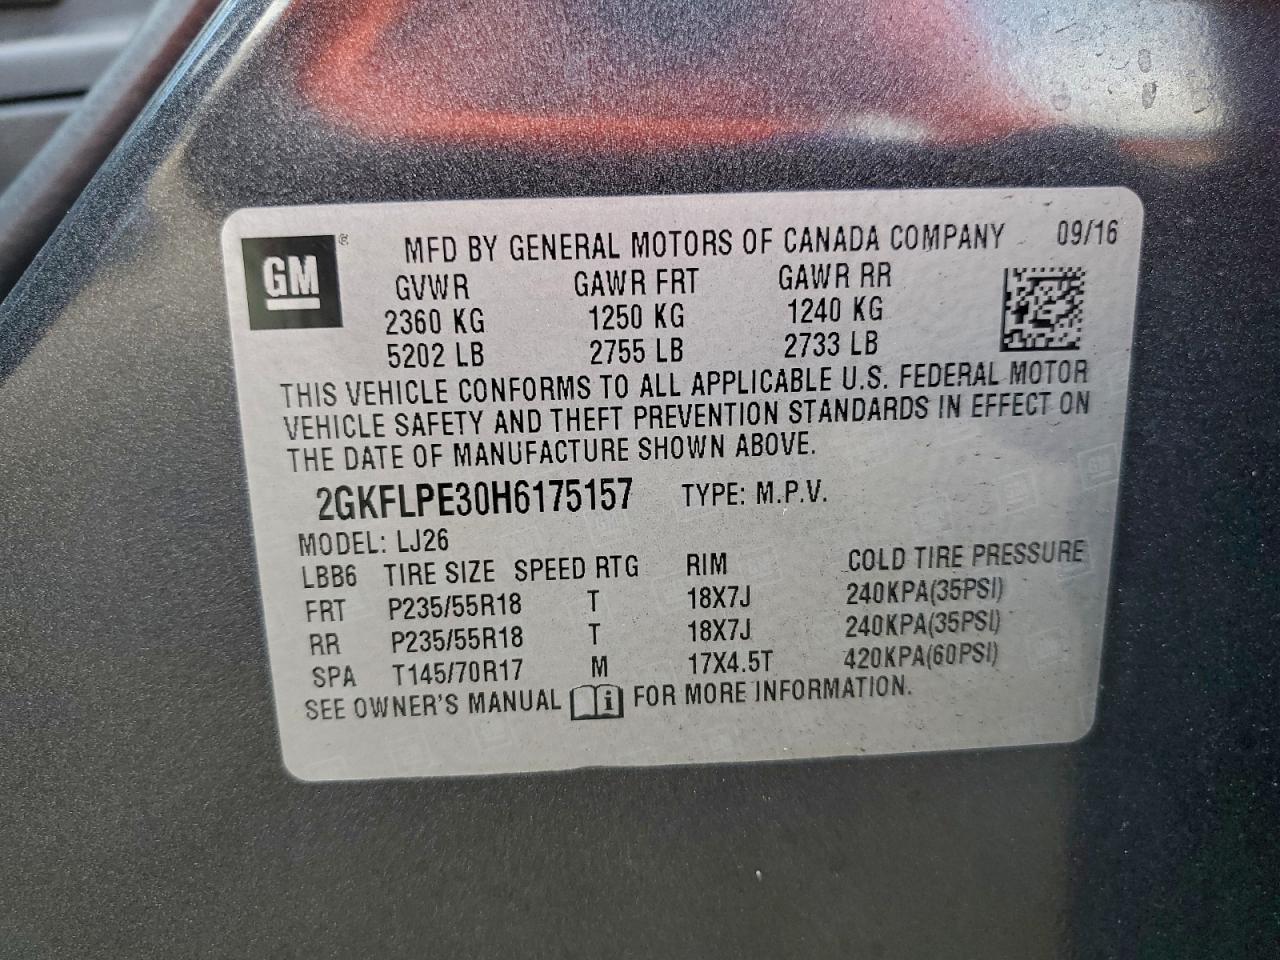 GM ® MFD BY GENERAL MOTORS OF CANADA COMPANY 09/16
GVWR GAWR FRT GAWR RR
2360 KG 1250 KG 1240 KG
5202 LB 2755 LB 2733 LB
THIS VEHICLE CONFORMS TO ALL APPLICABLE U.S. FEDERAL MOTOR
VEHICLE SAFETY AND THEFT PREVENTION STANDARDS IN EFFECT ON
THE DATE OF MANUFACTURE SHOWN ABOVE.
2GKFLPE30H6175157 TYPE: M.P.V.
MODEL: LJ26
LBB6 TIRE SIZE SPEED RTG RIM COLD TIRE PRESSURE
FRT P235/55R18 T 18X7J 240KPA(35PSI)
RR P235/55R18 T 18X7J 240KPA(35PSI)
SPA T145/70R17 M 17X4.5T 420KPA(60PSI)
SEE OWNER'S MANUAL i FOR MORE INFORMATION.